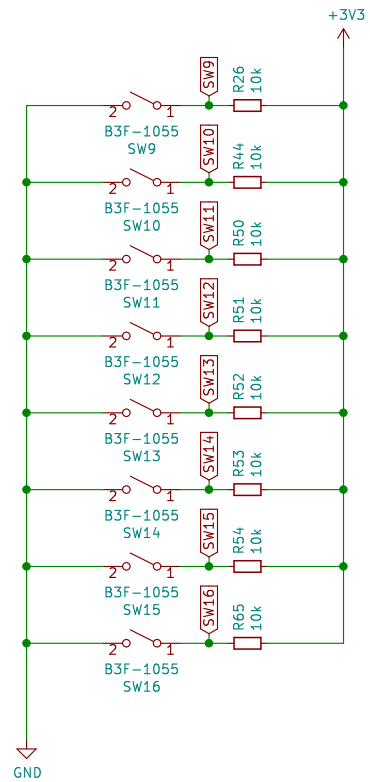 +3V3
SW9
R26
10k
2
1
B3F-1055
SW9
SW10
R44
10k
2
1
B3F-1055
SW10
SW11
R50
10k
2
1
B3F-1055
SW11
SW12
R51
10k
2
1
B3F-1055
SW12
SW13
R52
10k
2
1
B3F-1055
SW13
SW14
R53
10k
2
1
B3F-1055
SW14
SW15
R54
10k
2
1
B3F-1055
SW15
SW16
R65
10k
2
1
B3F-1055
SW16
GND